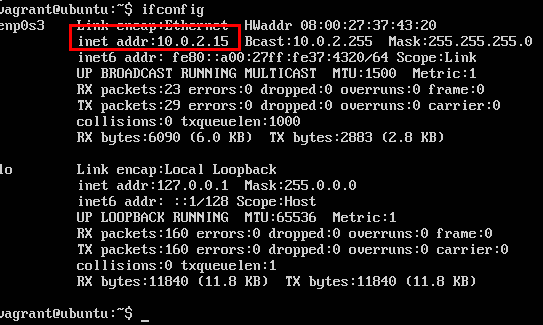 vagrant@ubuntu:~$ ifconfig
enp0s3 Link encap:Ethernet HWaddr 08:00:27:37:43:20
inet addr:10.0.2.15 Bcast:10.0.2.255 Mask:255.255.255.0
inet6 addr: fe80::a00:27ff:fe37:4320/64 Scope:Link
UP BROADCAST RUNNING MULTICAST MTU:1500 Metric:1
RX packets:23 errors:0 dropped:0 overruns:0 frame:0
TX packets:29 errors:0 dropped:0 overruns:0 carrier:0
collisions:0 txqueuelen:1000
RX bytes:6090 (6.0 KB) TX bytes:2883 (2.8 KB)
lo Link encap:Local Loopback
inet addr:127.0.0.1 Mask:255.0.0.0
inet6 addr: ::1/128 Scope:Host
UP LOOPBACK RUNNING MTU:65536 Metric:1
RX packets:160 errors:0 dropped:0 overruns:0 frame:0
TX packets:160 errors:0 dropped:0 overruns:0 carrier:0
collisions:0 txqueuelen:1
RX bytes:11840 (11.8 KB) TX bytes:11840 (11.8 KB)
vagrant@ubuntu:~$ _